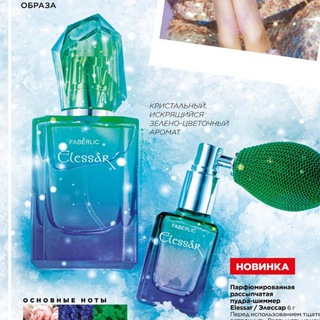 ОБРАЗА
КРИСТАЛЬНЫЙ,
ИСКРЯЩИЙСЯ
ЗЕЛЕНО-ЦВЕТОЧНЫЙ
АРОМАТ
FABERLIC
Elessar
FABERLIC
Elessar
НОВИНКА
Парфюмированная
рассыпчатая
пудра-шиммер
Elessar / Элессар 6 г
Перед использованием
ОСНОВНЫЕ НОТЫ